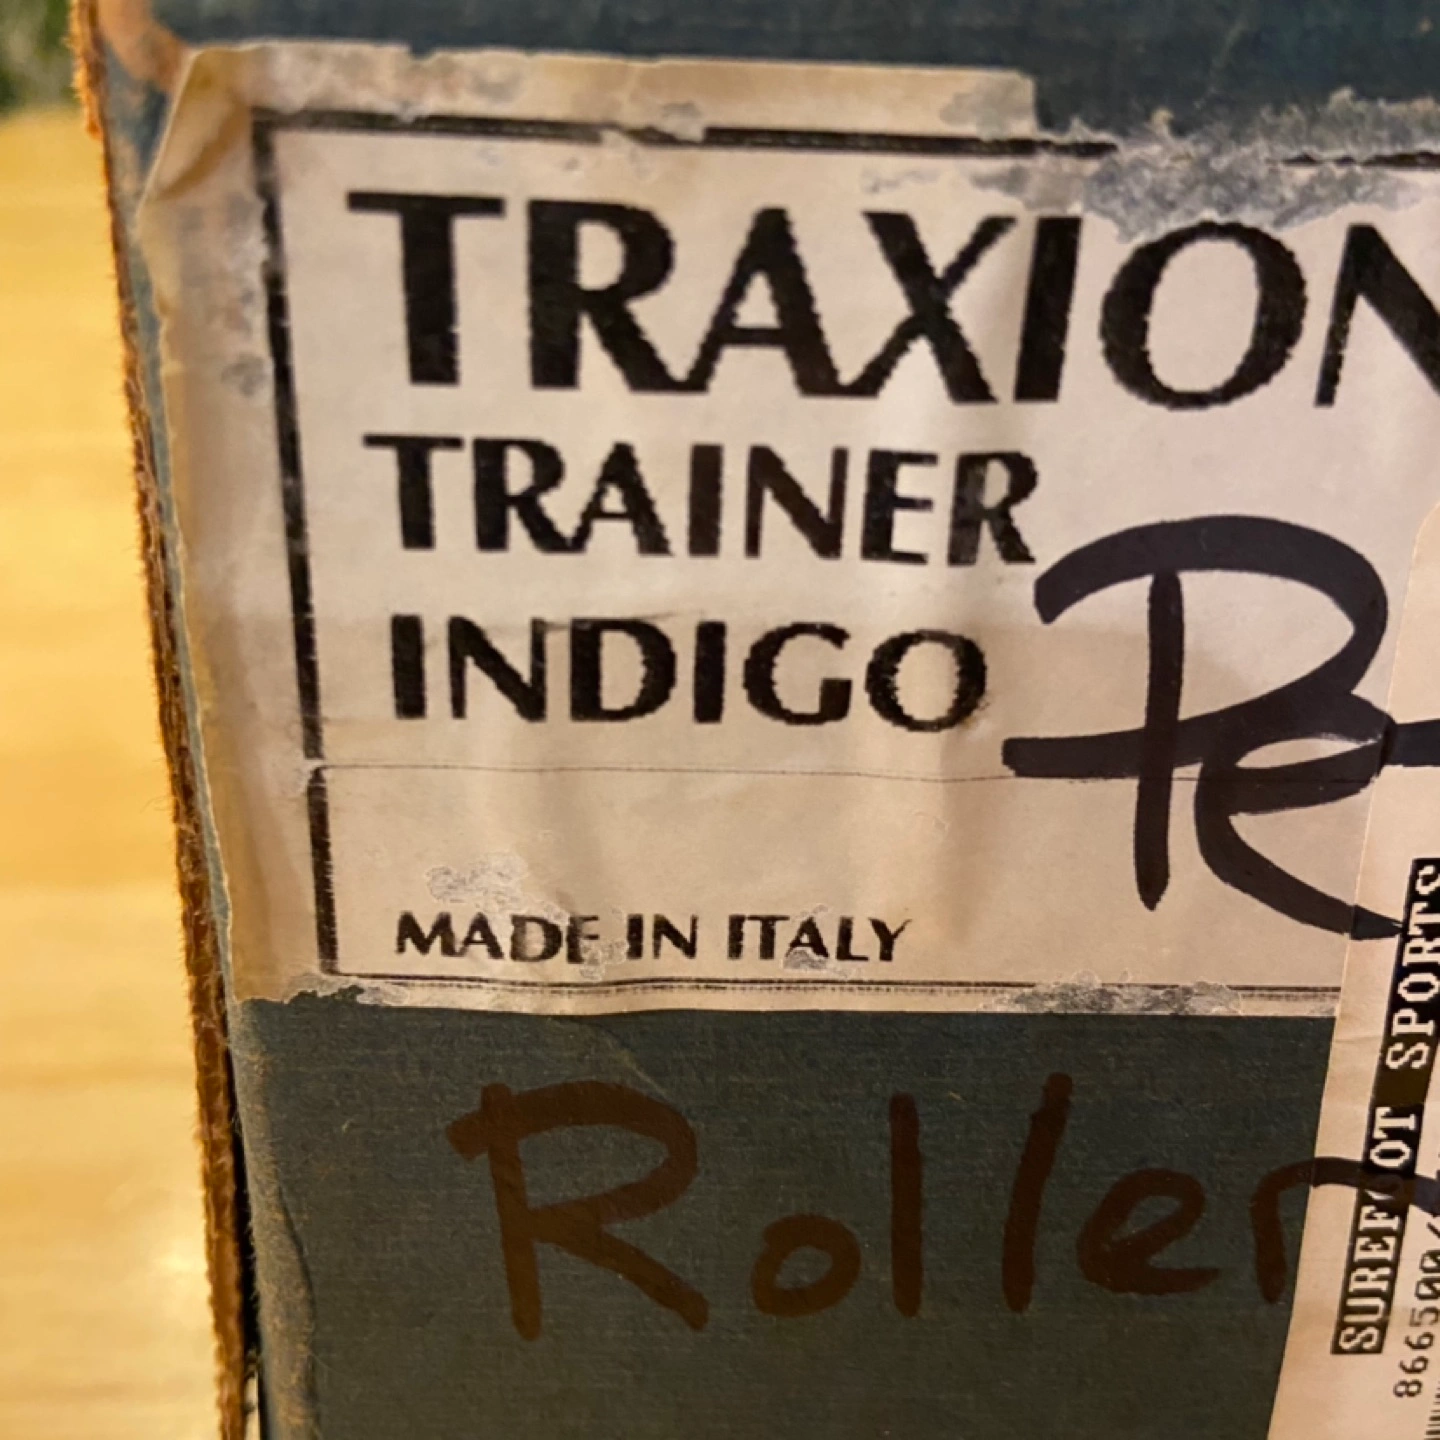 TRAXION
TRAINER
INDIGO
MADE IN ITALY
Roller
SUREFOOT SPORTS